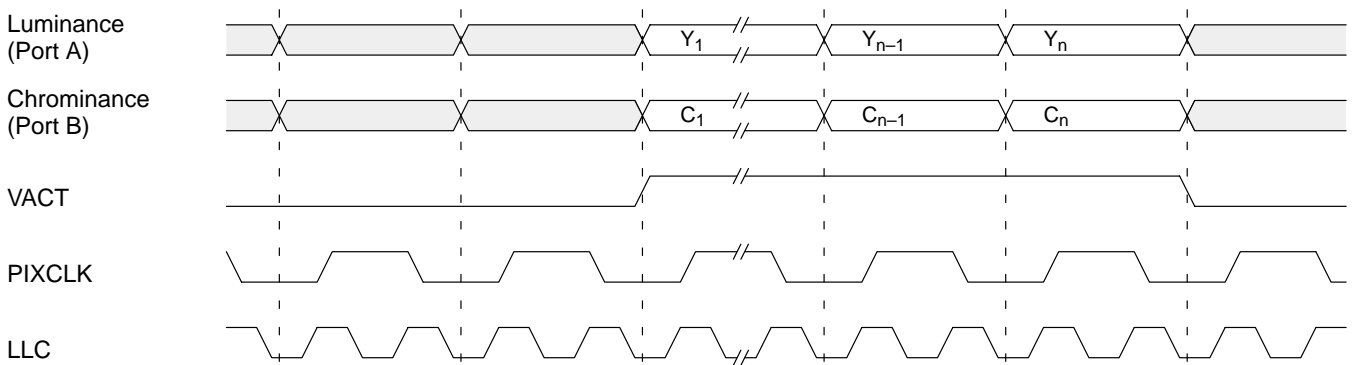 Luminance
(Port A)
Y₁ Yₙ₋₁ Yₙ
Chrominance
(Port B)
C₁ Cₙ₋₁ Cₙ
VACT
PIXCLK
LLC